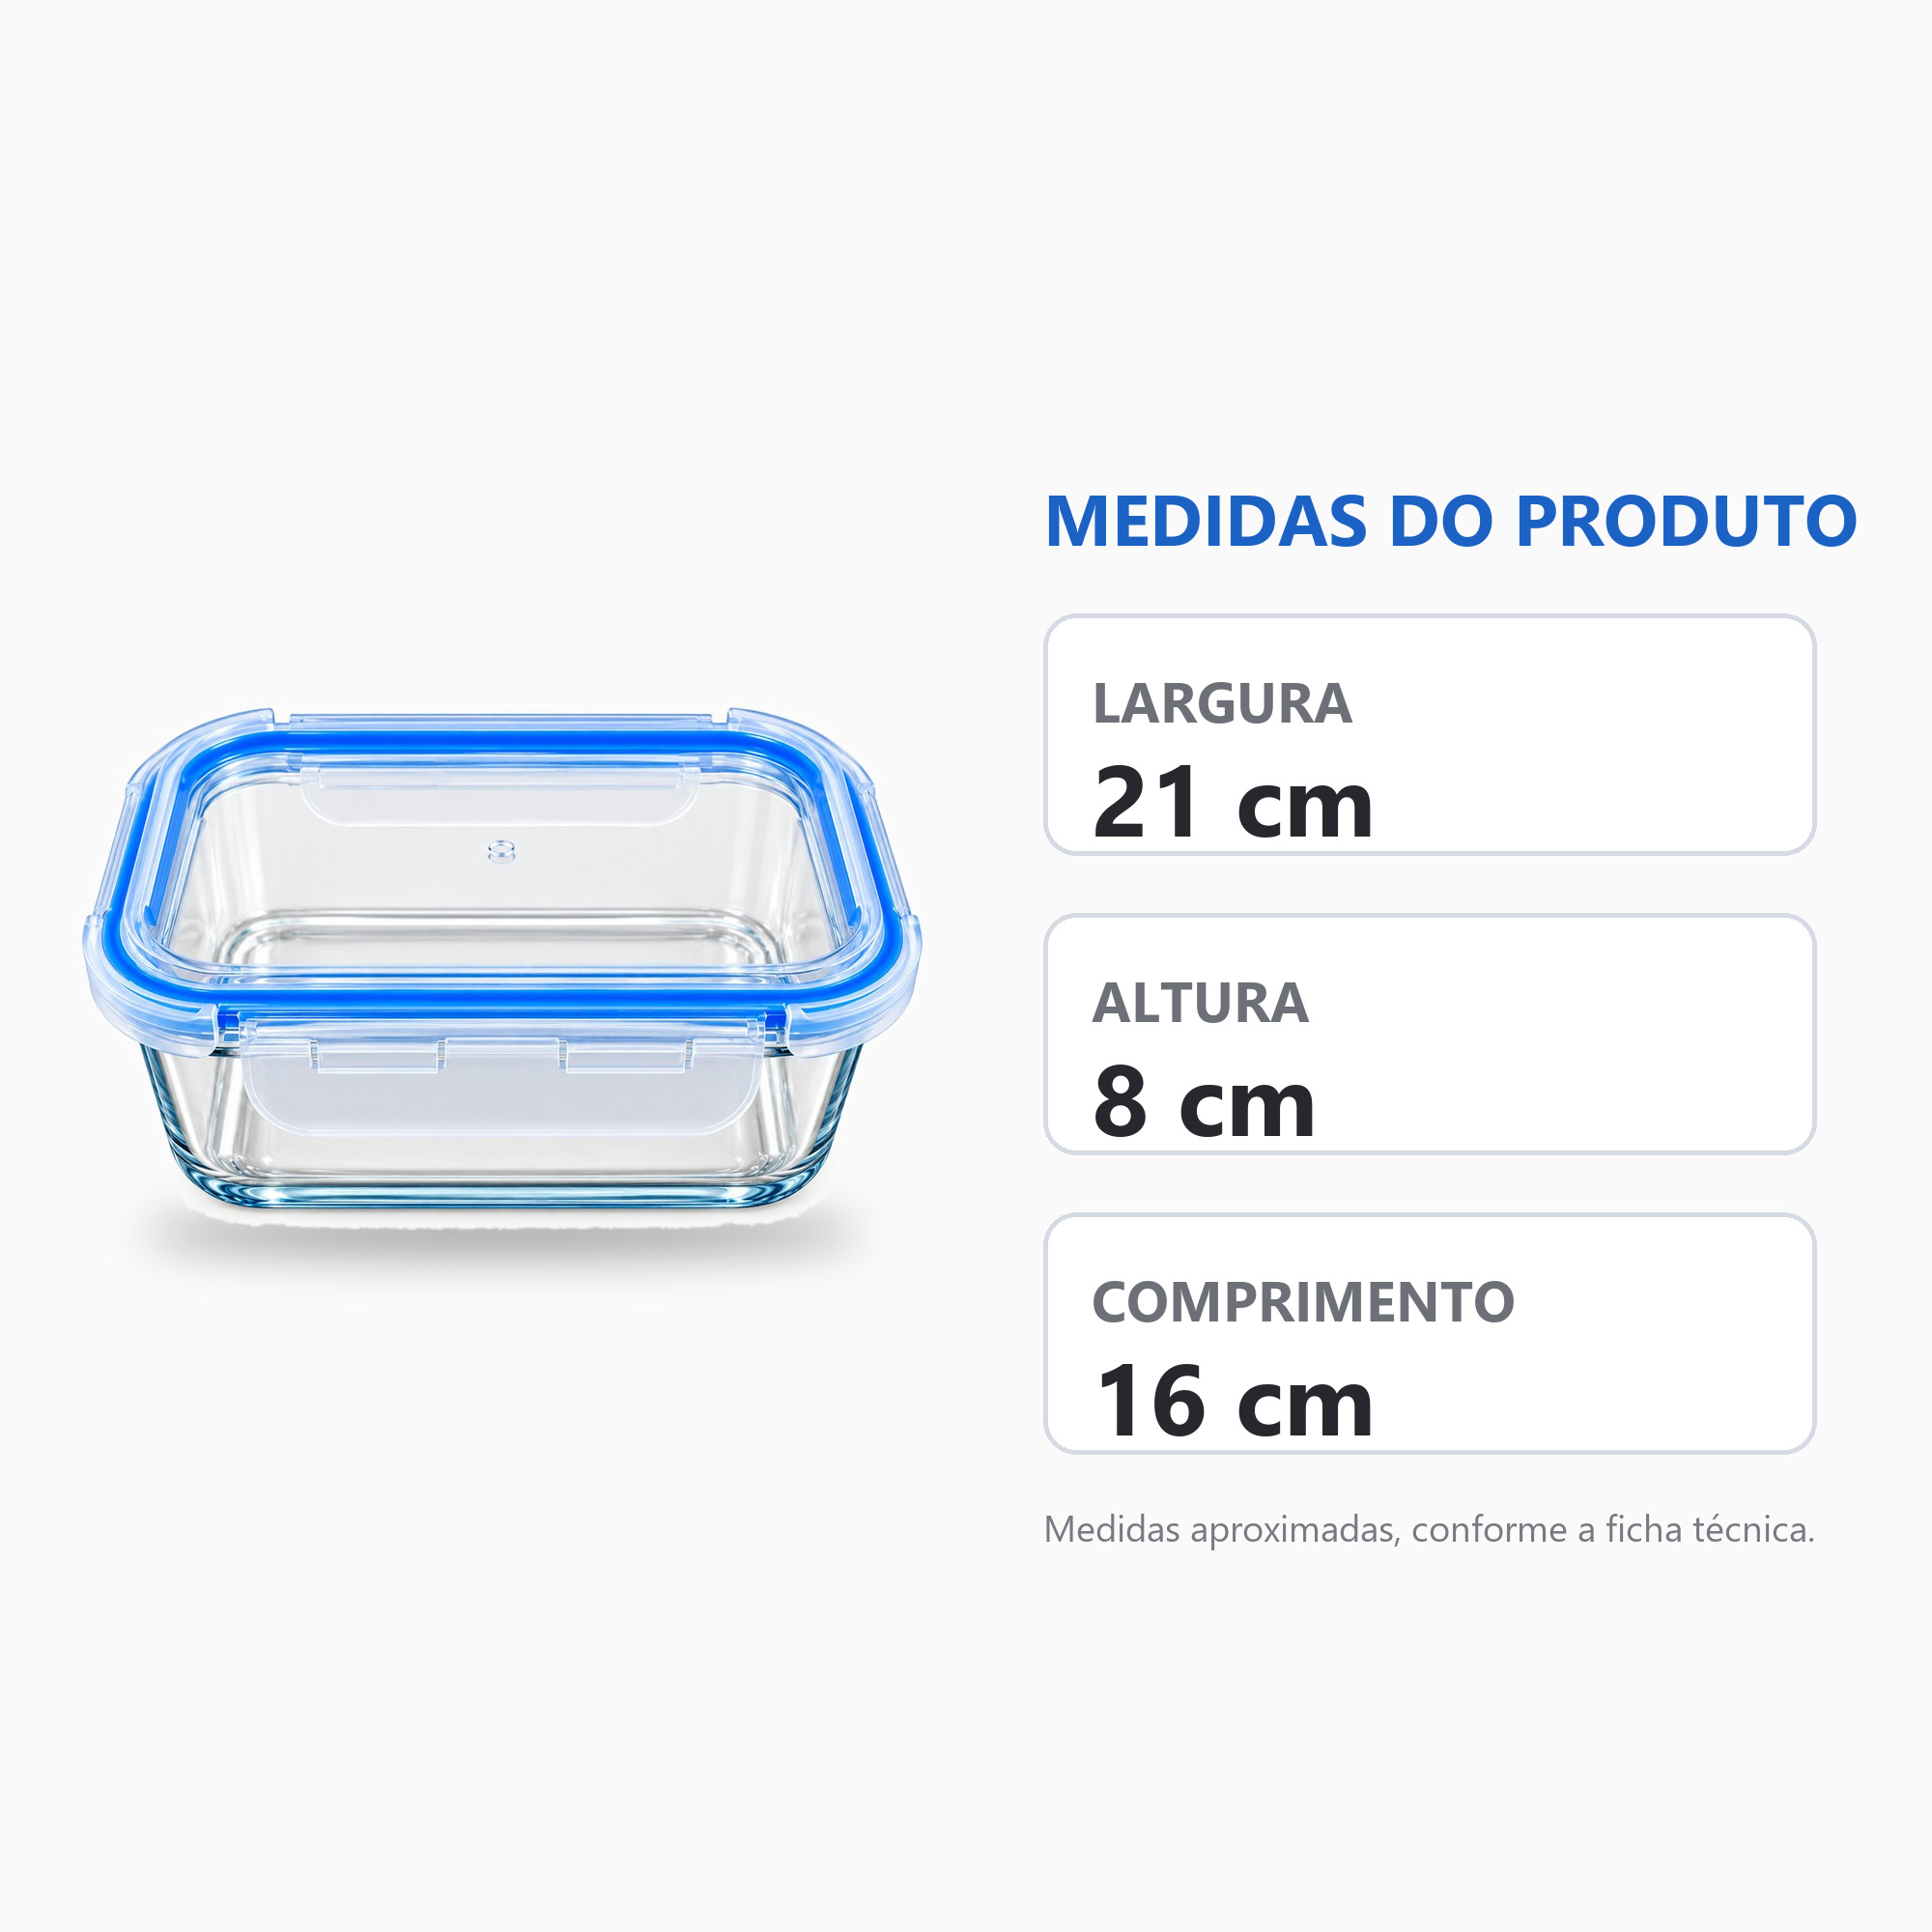 MEDIDAS DO PRODUTO
LARGURA
21 cm
ALTURA
8 cm
COMPRIMENTO
16 cm
Medidas aproximadas, conforme a ficha técnica.